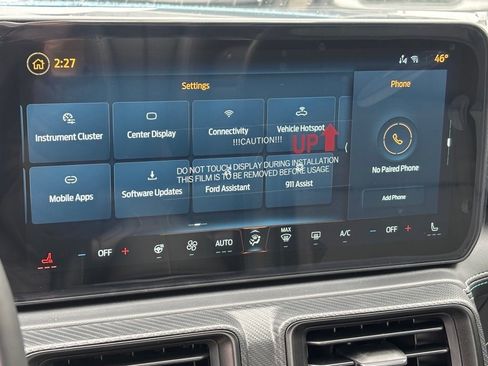 2:27
46°
Settings
Phone
Instrument Cluster
Center Display
Connectivity
Vehicle Hotspot
!!!CAUTION!!!
UP
DO NOT TOUCH DISPLAY DURING INSTALLATION
THIS FILM IS TO BE REMOVED BEFORE USAGE
No Paired Phone
Mobile Apps
Software Updates
Ford Assistant
911 Assist
Add Phone
- OFF +
AUTO
MAX
A/C
- OFF +